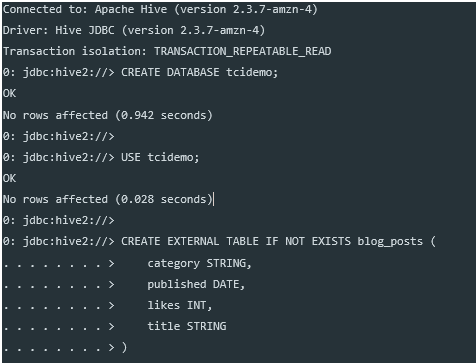 Connected to: Apache Hive (version 2.3.7-amzn-4)
Driver: Hive JDBC (version 2.3.7-amzn-4)
Transaction isolation: TRANSACTION_REPEATABLE_READ
0: jdbc:hive2://> CREATE DATABASE tcidemo;
OK
No rows affected (0.942 seconds)
0: jdbc:hive2://>
0: jdbc:hive2://> USE tcidemo;
OK
No rows affected (0.028 seconds)
0: jdbc:hive2://>
0: jdbc:hive2://> CREATE EXTERNAL TABLE IF NOT EXISTS blog_posts (
. . . . . . . . >     category STRING,
. . . . . . . . >     published DATE,
. . . . . . . . >     likes INT,
. . . . . . . . >     title STRING
. . . . . . . . > )